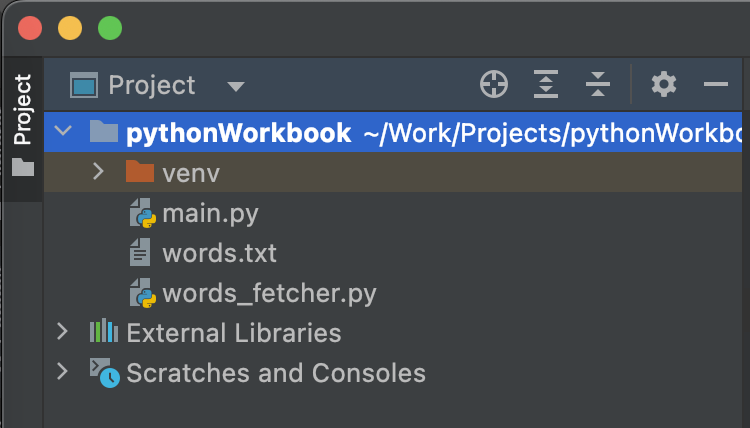 Project
Project
pythonWorkbook ~/Work/Projects/pythonWorkbo
venv
main.py
words.txt
words_fetcher.py
External Libraries
Scratches and Consoles